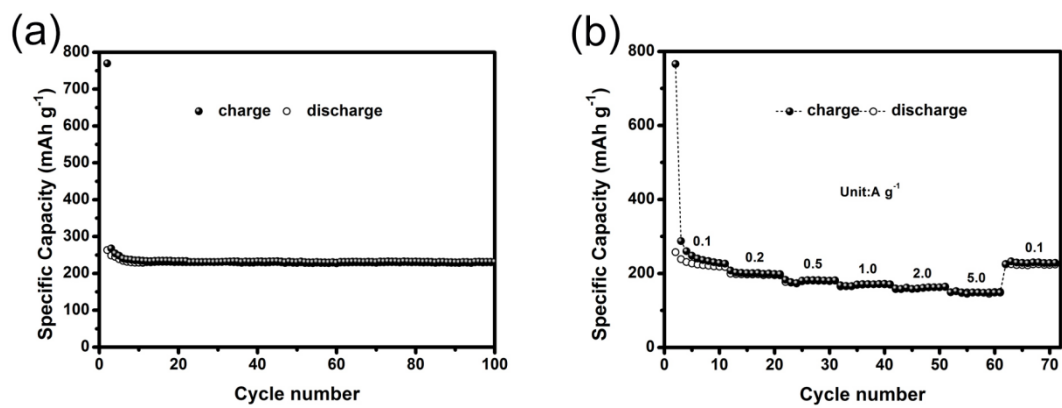 (a)
800
700
600
500
400
300
200
100
0
Specific Capacity (mAh g⁻¹)
charge discharge
0 20 40 60 80 100
Cycle number
(b)
800
600
400
200
0
Specific Capacity (mAh g⁻¹)
charge discharge
Unit:A g⁻¹
0.1 0.2 0.5 1.0 2.0 5.0 0.1
0 10 20 30 40 50 60 70
Cycle number